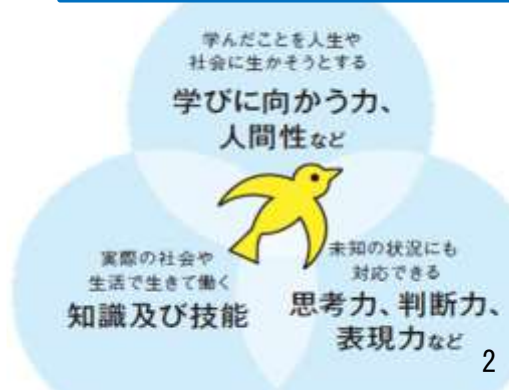 学んだことを人生や
社会に生かそうとする
学びに向かう力、
人間性など
実際の社会や
生活で生きて働く
知識及び技能
未知の状況にも
対応できる
思考力、判断力、
表現力など
2